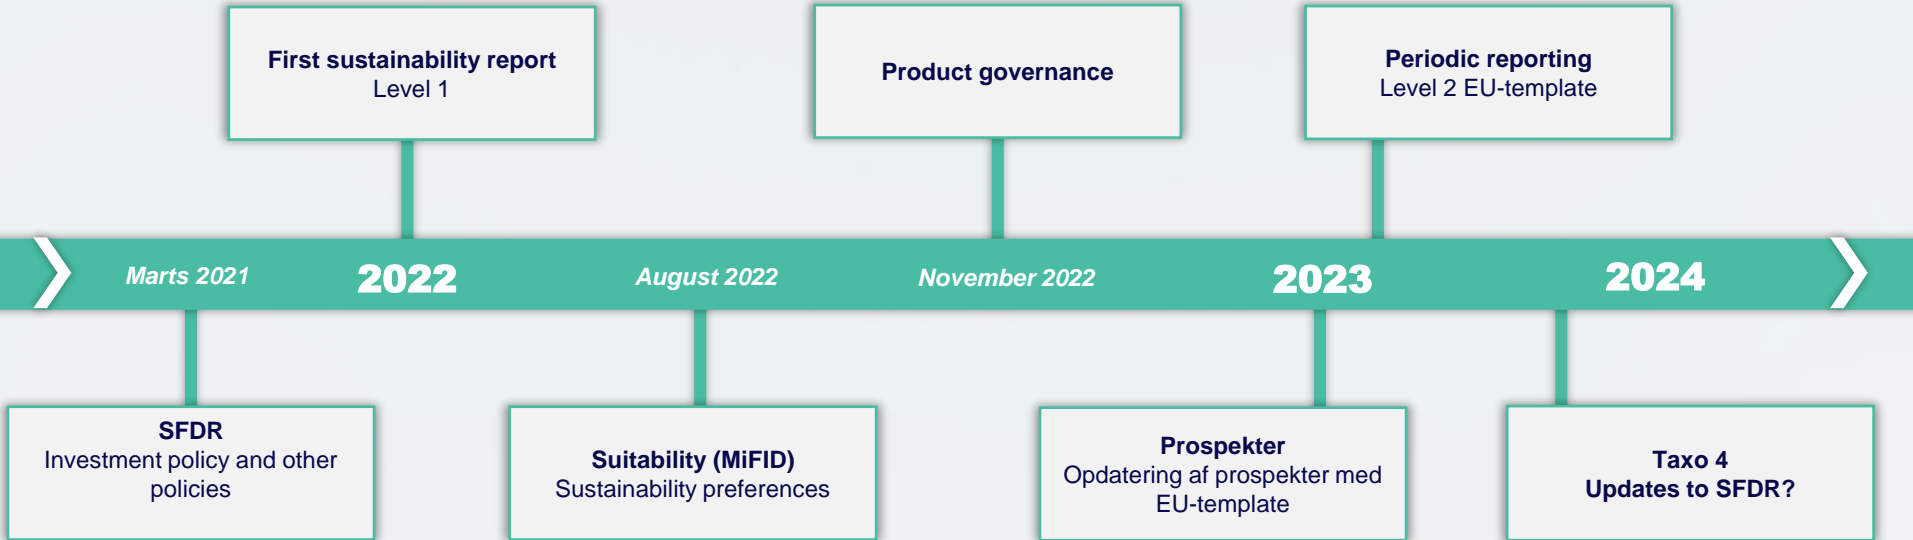 First sustainability report
Level 1
Product governance
Periodic reporting
Level 2 EU-template
Marts 2021
2022
August 2022
November 2022
2023
2024
SFDR
Investment policy and other
policies
Suitability (MiFID)
Sustainability preferences
Prospekter
Opdatering af prospekter med
EU-template
Taxo 4
Updates to SFDR?